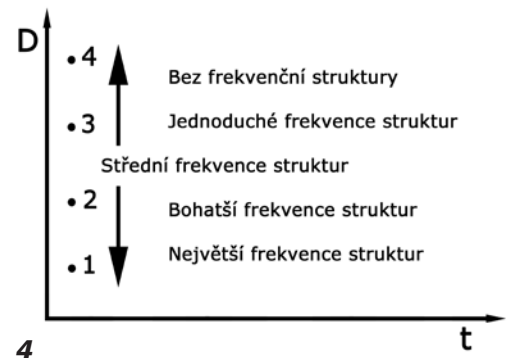 D
• 4
Bez frekvenční struktury
• 3
Jednoduché frekvence struktur
Střední frekvence struktur
• 2
Bohatší frekvence struktur
• 1
Největší frekvence struktur
t
4